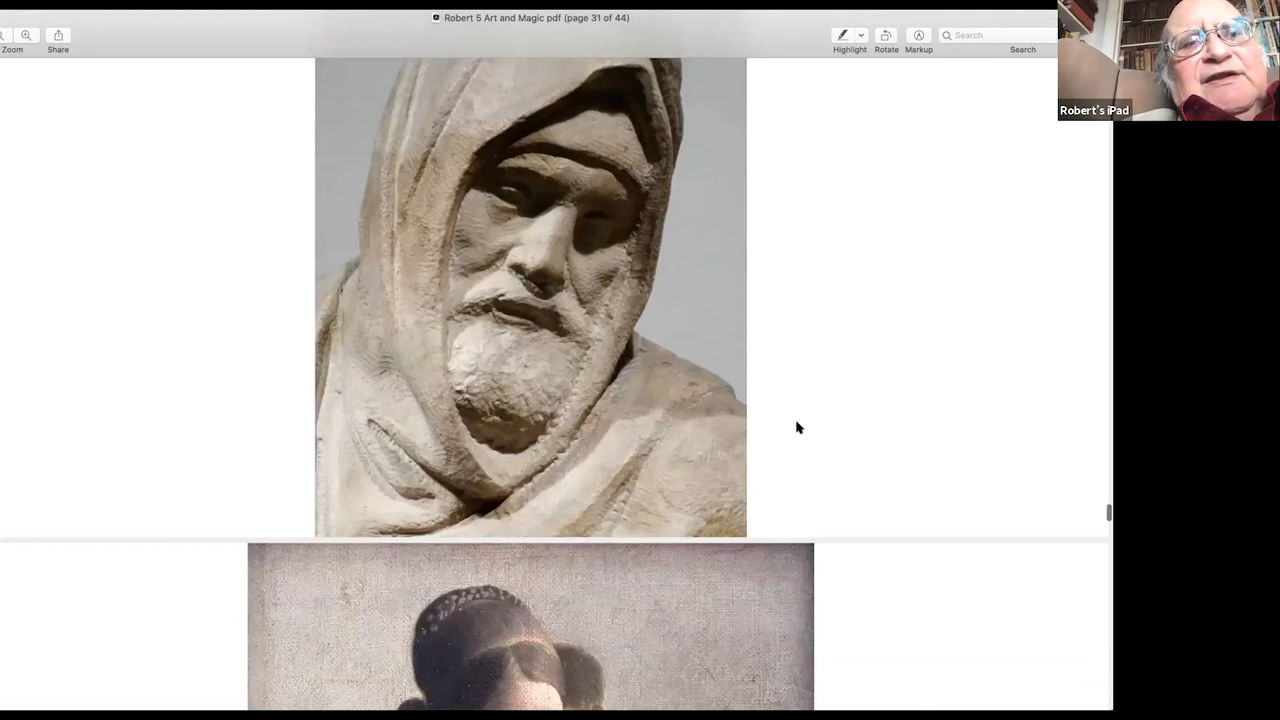 Robert 5 Art and Magic pdf (page 31 of 44)
Zoom
Share
Highlight
Rotate
Markup
Search
Search
Robert's iPad